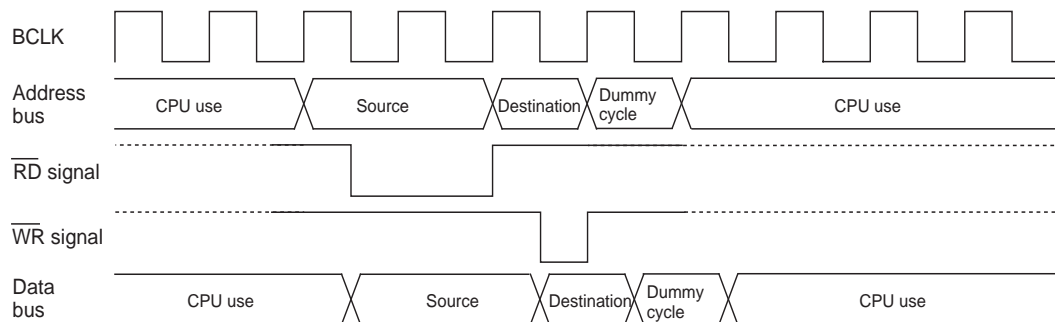 BCLK
Address
bus
CPU use
Source
Destination
Dummy
cycle
CPU use
RD signal
WR signal
Data
bus
CPU use
Source
Destination
Dummy
cycle
CPU use